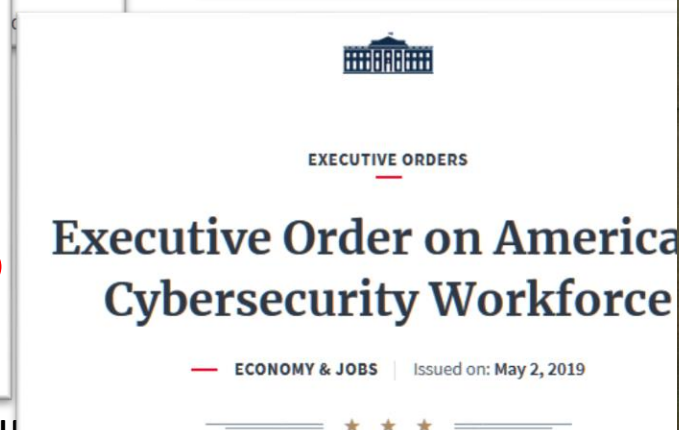 EXECUTIVE ORDERS
Executive Order on America
Cybersecurity Workforce
ECONOMY & JOBS | Issued on: May 2, 2019